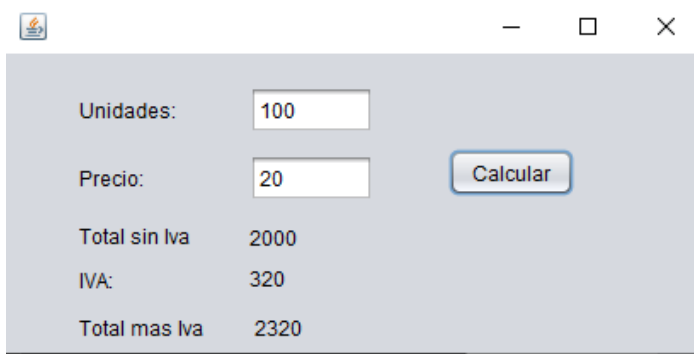 Unidades: 100
Precio: 20
Calcular
Total sin Iva 2000
IVA: 320
Total mas Iva 2320